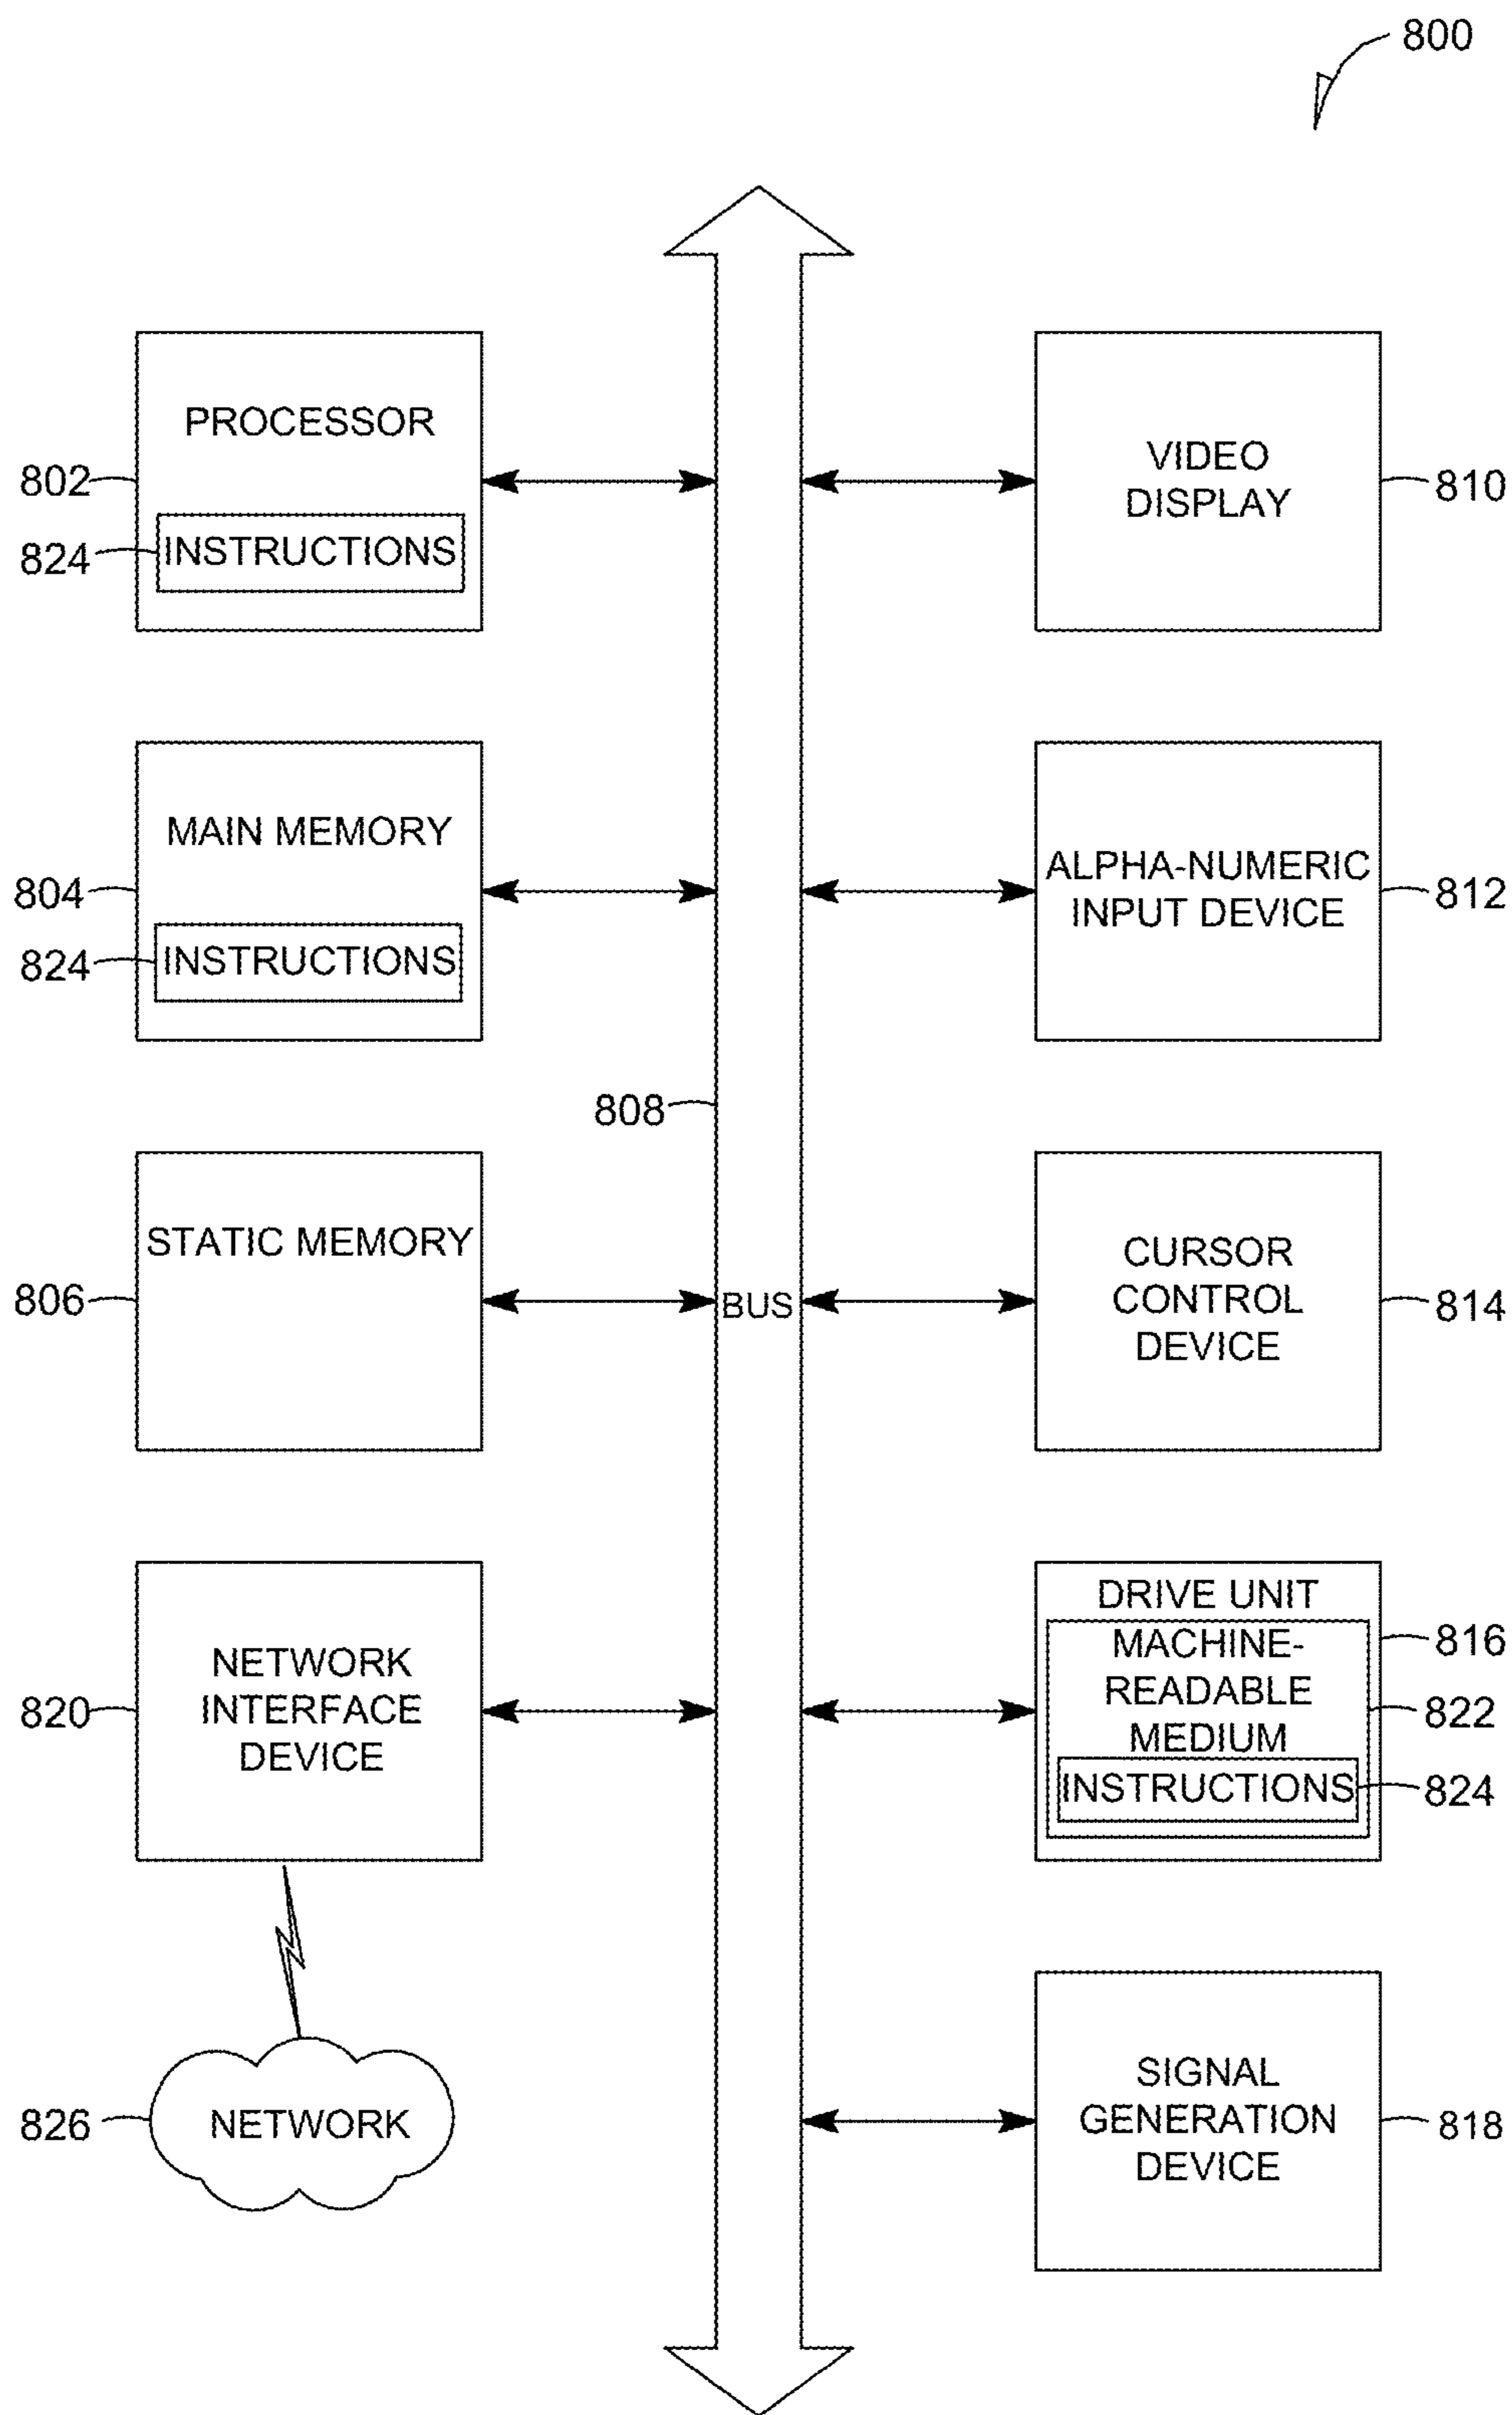 800
PROCESSOR
802
824
INSTRUCTIONS
VIDEO
DISPLAY
810
MAIN MEMORY
804
824
INSTRUCTIONS
ALPHA-NUMERIC
INPUT DEVICE
812
808
STATIC MEMORY
806
BUS
CURSOR
CONTROL
DEVICE
814
NETWORK
INTERFACE
DEVICE
820
DRIVE UNIT
816
MACHINE-
READABLE
MEDIUM
822
INSTRUCTIONS
824
826
NETWORK
SIGNAL
GENERATION
DEVICE
818